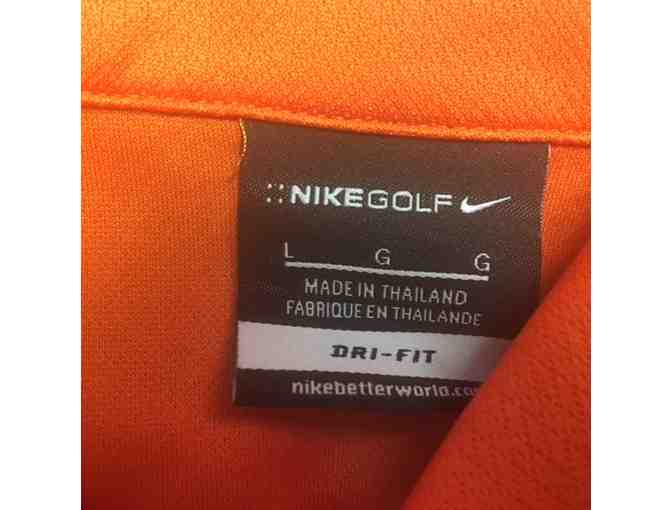 NIKEGOLF
L G G
MADE IN THAILAND
FABRIQUE EN THAILANDE
DRI-FIT
nikebetterworld.co